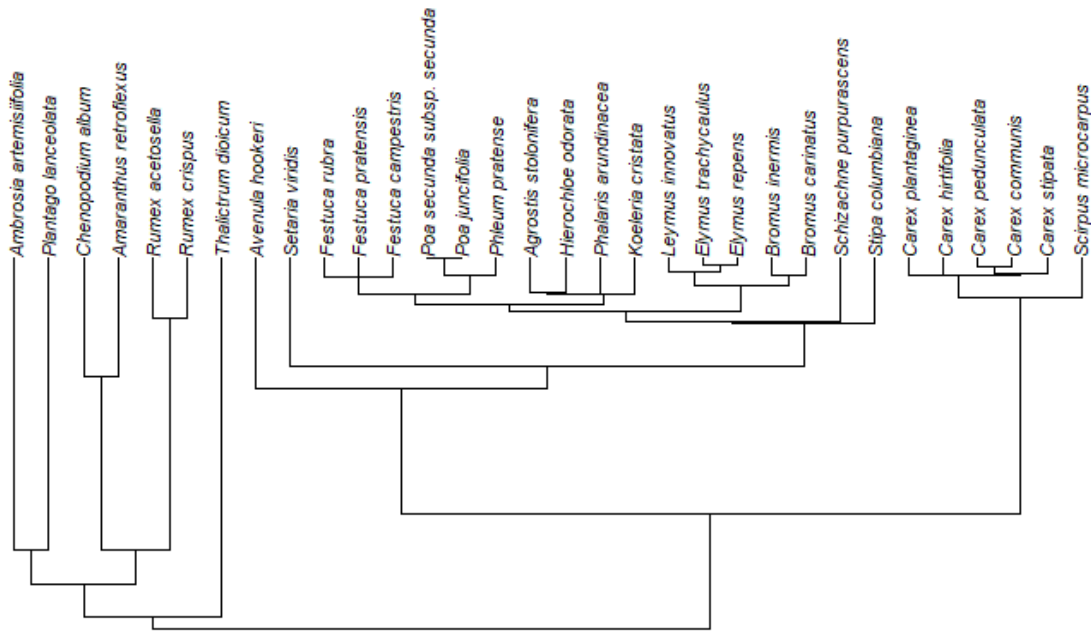 Ambrosia artemisiifolia
Plantago lanceolata
Chenopodium album
Amaranthus retroflexus
Rumex acetosella
Rumex crispus
Thalictrum dioicum
Avenula hookeri
Setaria viridis
Festuca rubra
Festuca pratensis
Festuca campestris
Poa secunda subsp. secunda
Poa juncifolia
Phleum pratense
Agrostis stolonifera
Hierochloe odorata
Phalaris arundinacea
Koeleria cristata
Leymus innovatus
Elymus trachycaulus
Elymus repens
Bromus inermis
Bromus carinatus
Schizachne purpurascens
Stipa columbiana
Carex plantaginea
Carex hirtifolia
Carex pedunculata
Carex communis
Carex stipata
Scirpus microcarpus